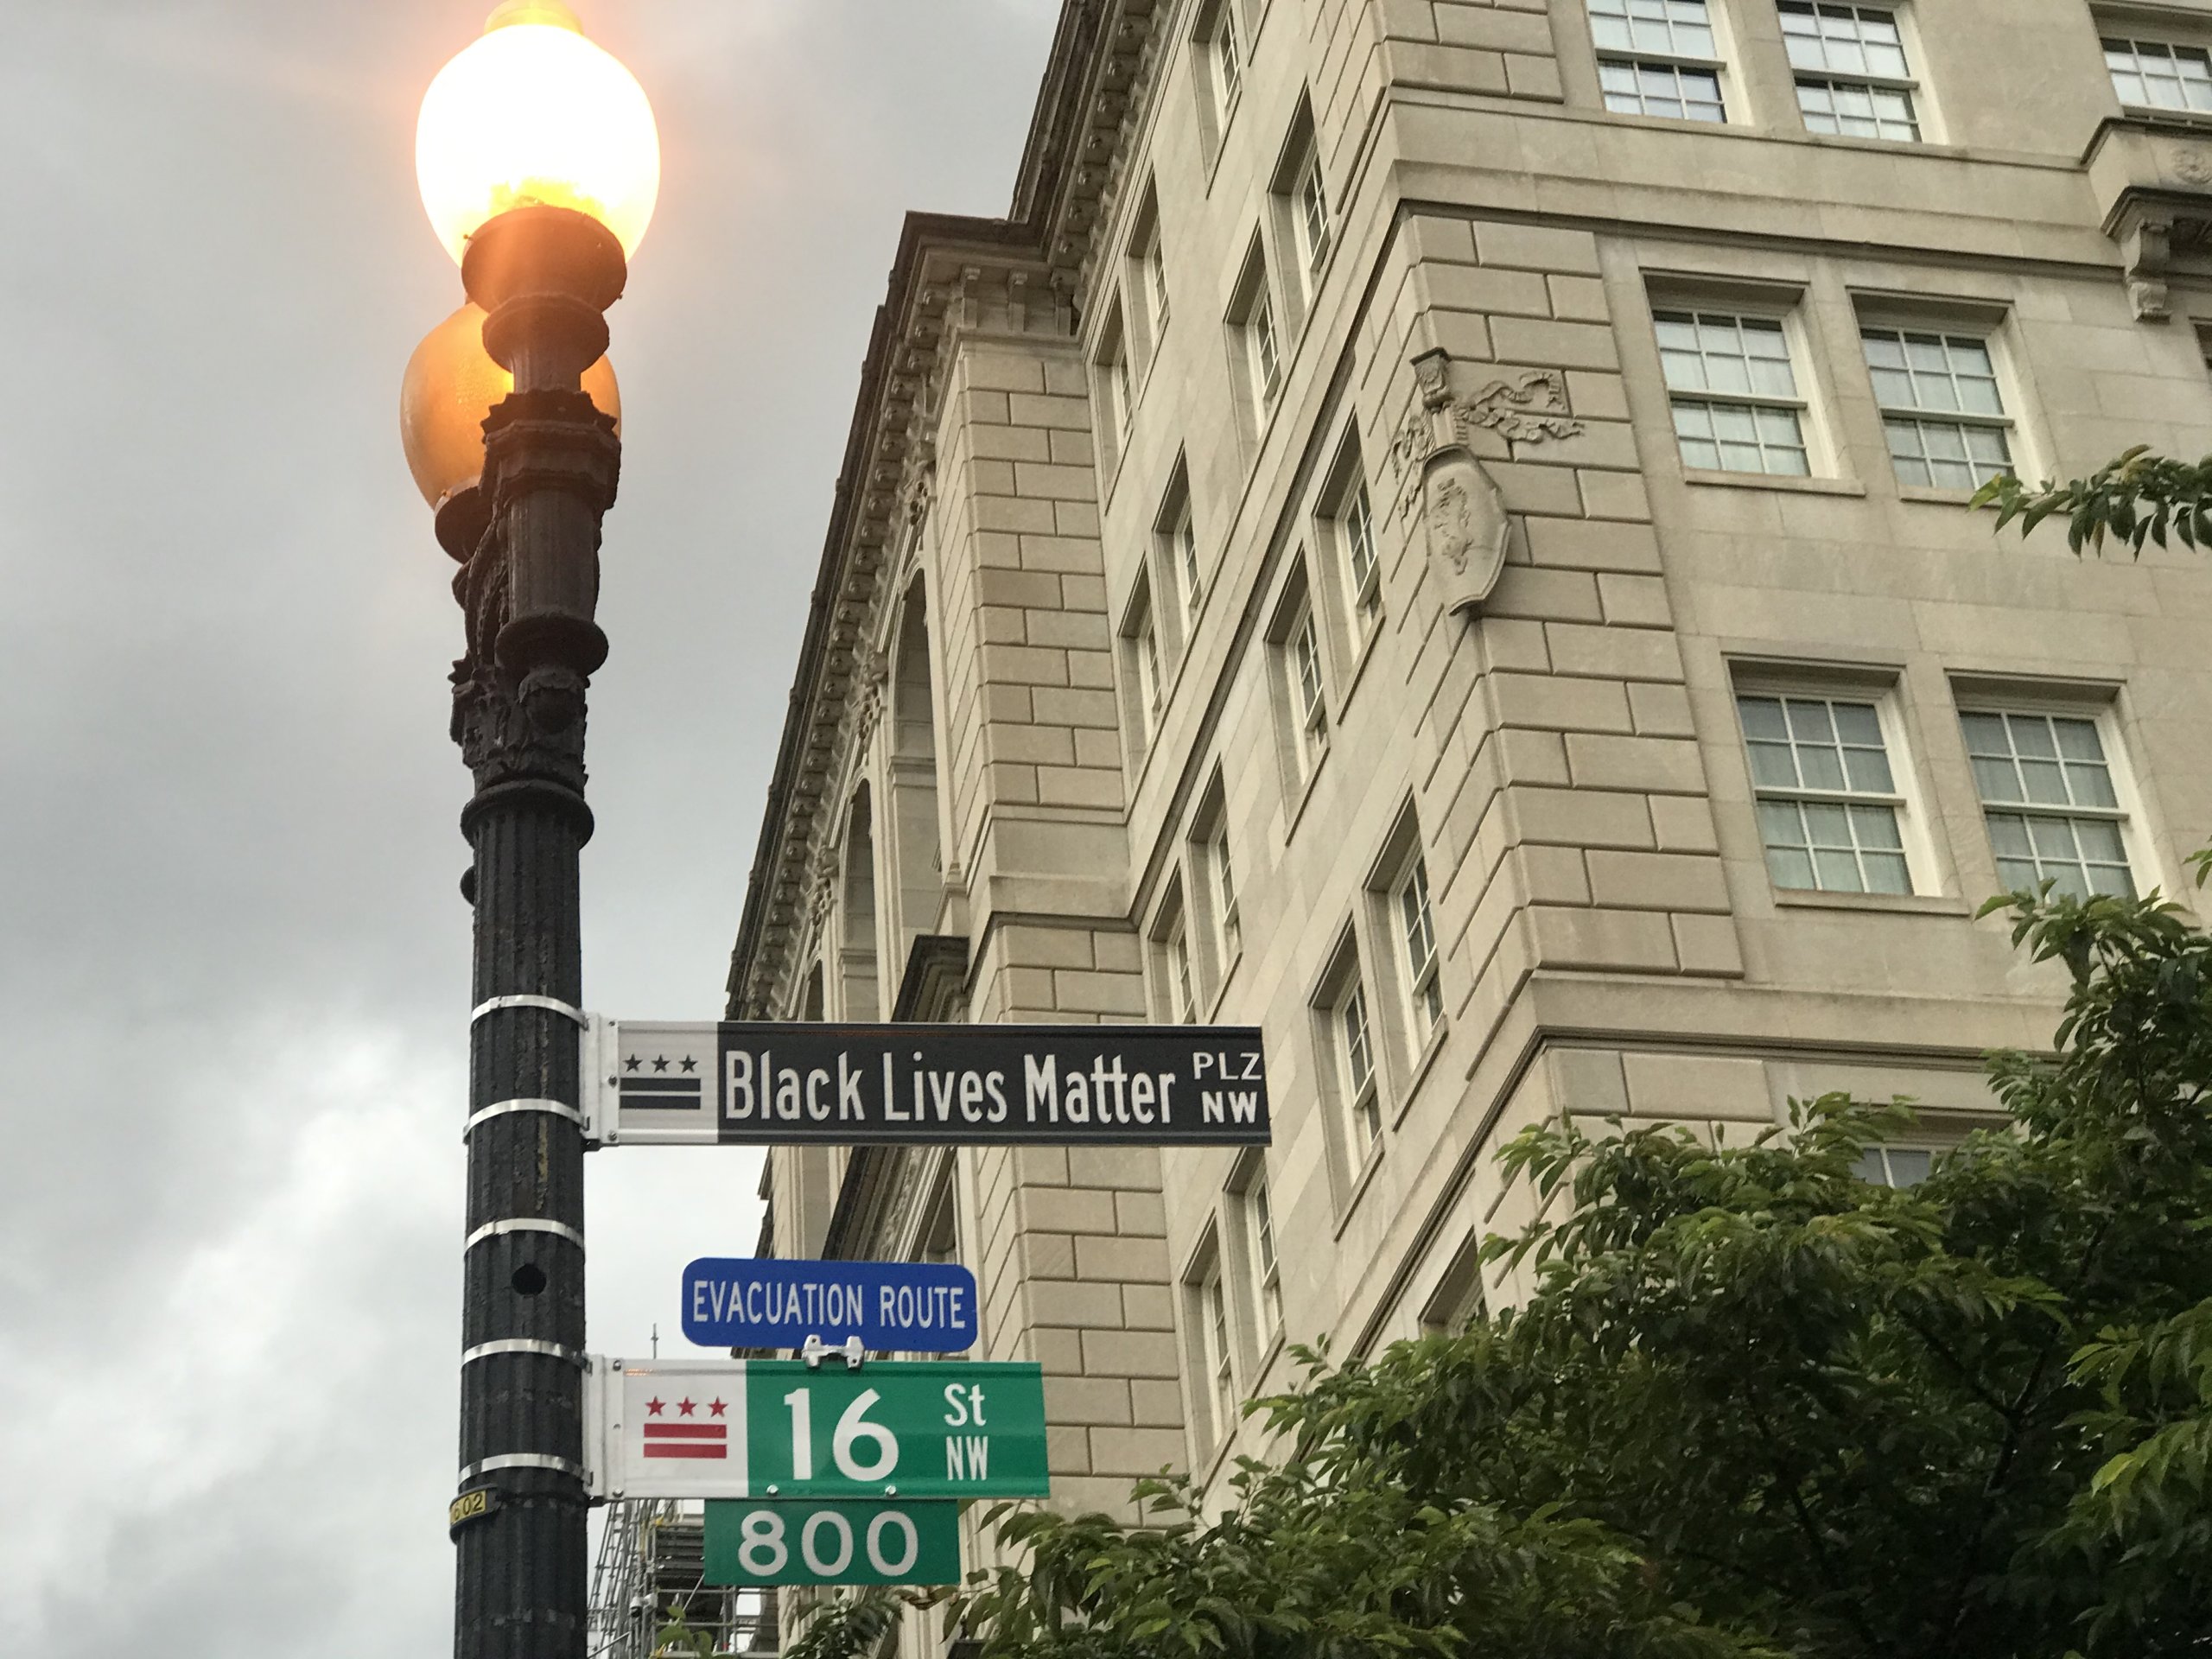 Black Lives Matter PLZ NW
EVACUATION ROUTE
16 St NW
800